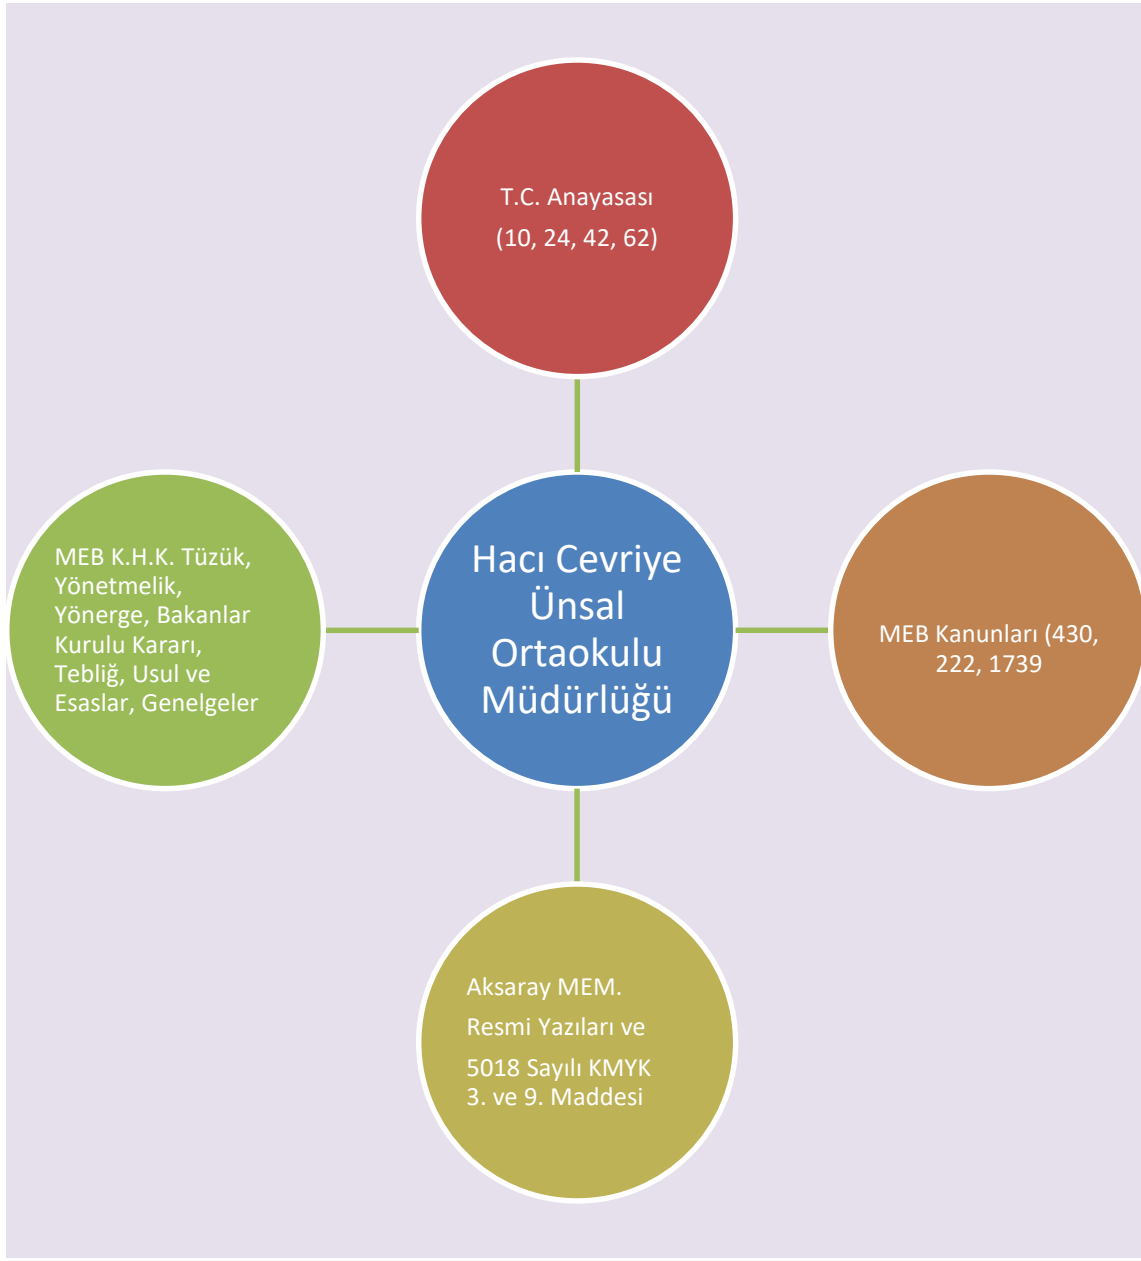 T.C. Anayasası
(10, 24, 42, 62)
MEB K.H.K. Tüzük,
Yönetmelik,
Yönerge, Bakanlar
Kurulu Kararı,
Tebliğ, Usul ve
Esaslar, Genelgeler
Hacı Cevriye
Ünsal
Ortaokulu
Müdürlüğü
MEB Kanunları (430,
222, 1739
Aksaray MEM.
Resmi Yazıları ve
5018 Sayılı KMYK
3. ve 9. Maddesi